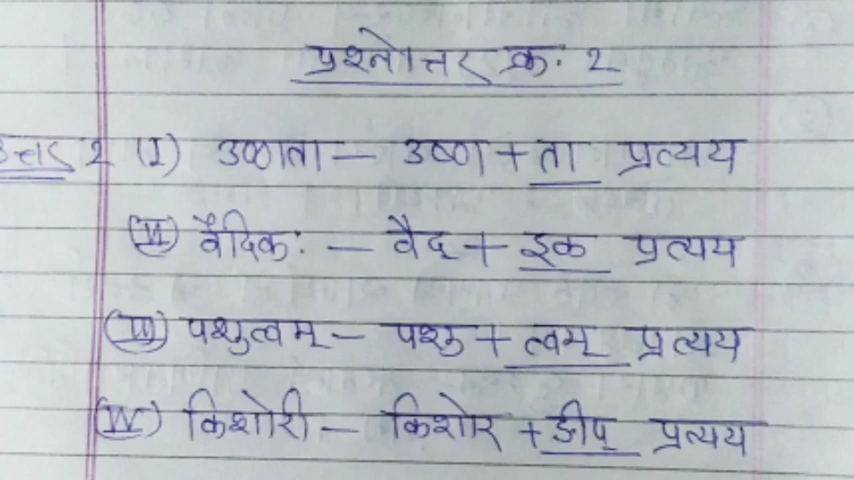 प्रश्नोत्तर क्र. 2
उत्तर 2 (I) उष्णता — उष्ण + ता प्रत्यय
(II) वैदिक: — वैद + इक प्रत्यय
(III) पशुत्वम् — पशु + त्वम् प्रत्यय
(IV) किशोरी — किशोर + ङीप् प्रत्यय